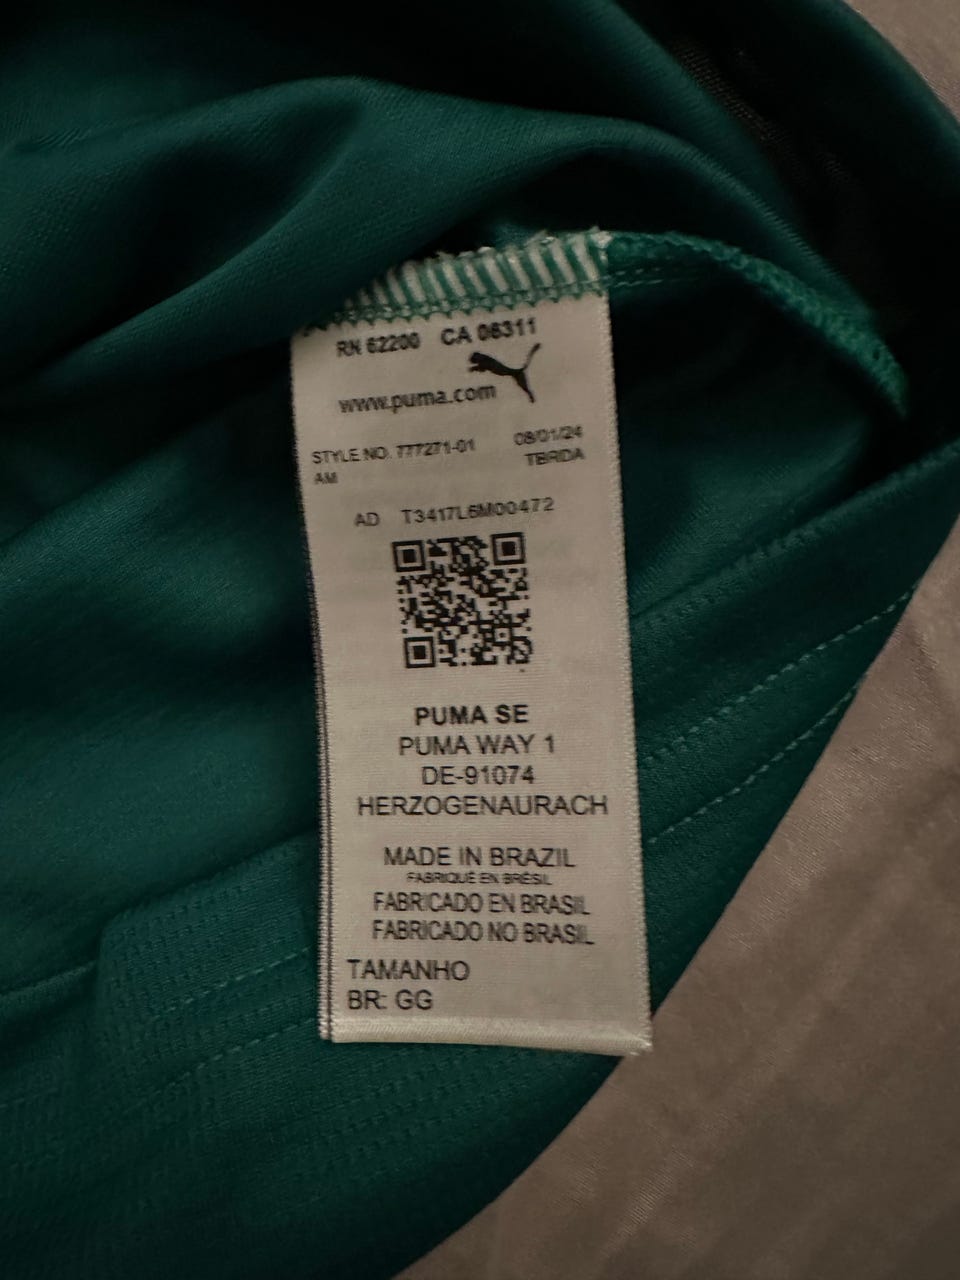 RN 62200 CA 06311
www.puma.com
STYLE NO. 777271-01 08/01/24
AM TBRDA
AD T3417L6M00472
PUMA SE
PUMA WAY 1
DE-91074
HERZOGENAURACH
MADE IN BRAZIL
FABRIQUÉ EN BRÉSIL
FABRICADO EN BRASIL
FABRICADO NO BRASIL
TAMANHO
BR: GG